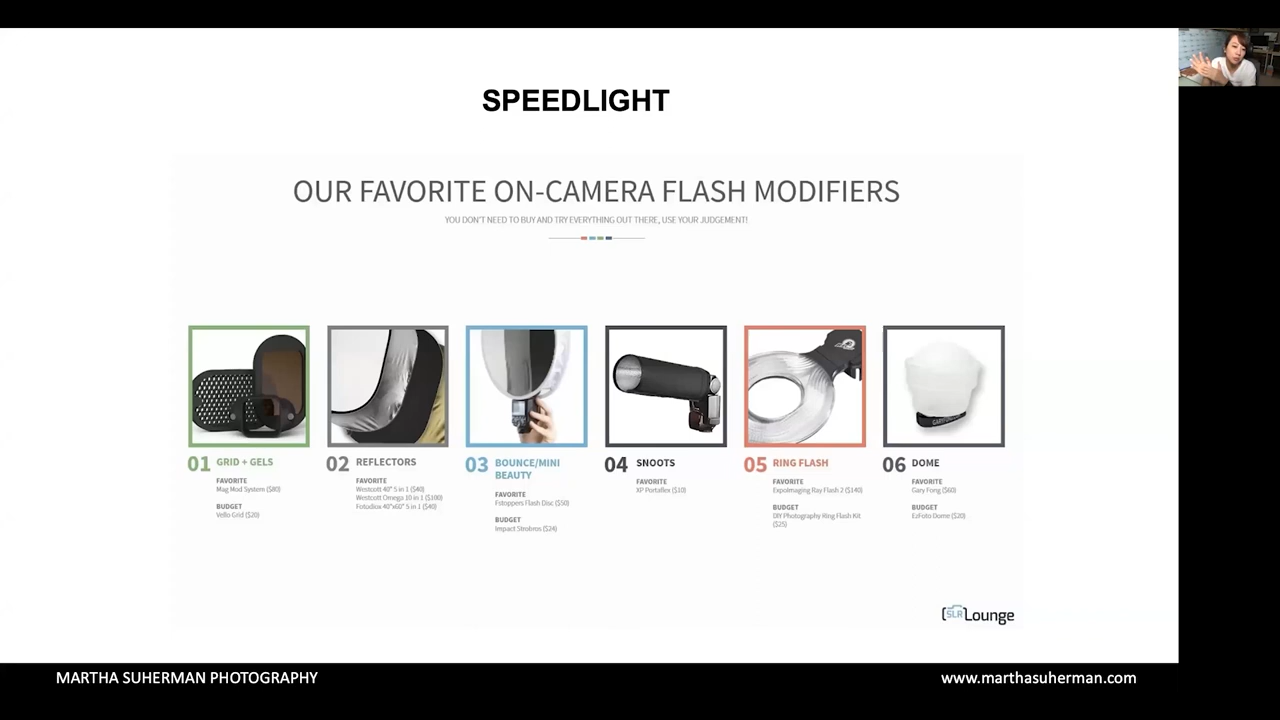 SPEEDLIGHT
OUR FAVORITE ON-CAMERA FLASH MODIFIERS
YOU DON'T NEED TO BUY AND TRY EVERYTHING OUT THERE, USE YOUR JUDGEMENT!
01 GRID + GELS
FAVORITE
Mag Mod System ($80)
BUDGET
Vello Grid ($20)
02 REFLECTORS
FAVORITE
Westcott 40" 5 in 1 ($40)
Westcott Omega 10 in 1 ($100)
Fotodiox 40"x60" 5 in 1 ($40)
03 BOUNCE/MINI
BEAUTY
FAVORITE
Fstoppers Flash Disc ($50)
BUDGET
Impact Strobros ($24)
04 SNOOTS
FAVORITE
XP Portaflex ($10)
05 RING FLASH
FAVORITE
ExpoImaging Ray Flash 2 ($140)
BUDGET
DIY Photography Ring Flash Kit
($25)
06 DOME
FAVORITE
Gary Fong ($60)
BUDGET
EzFoto Dome ($20)
SLR Lounge
MARTHA SUHERMAN PHOTOGRAPHY
www.marthasuherman.com